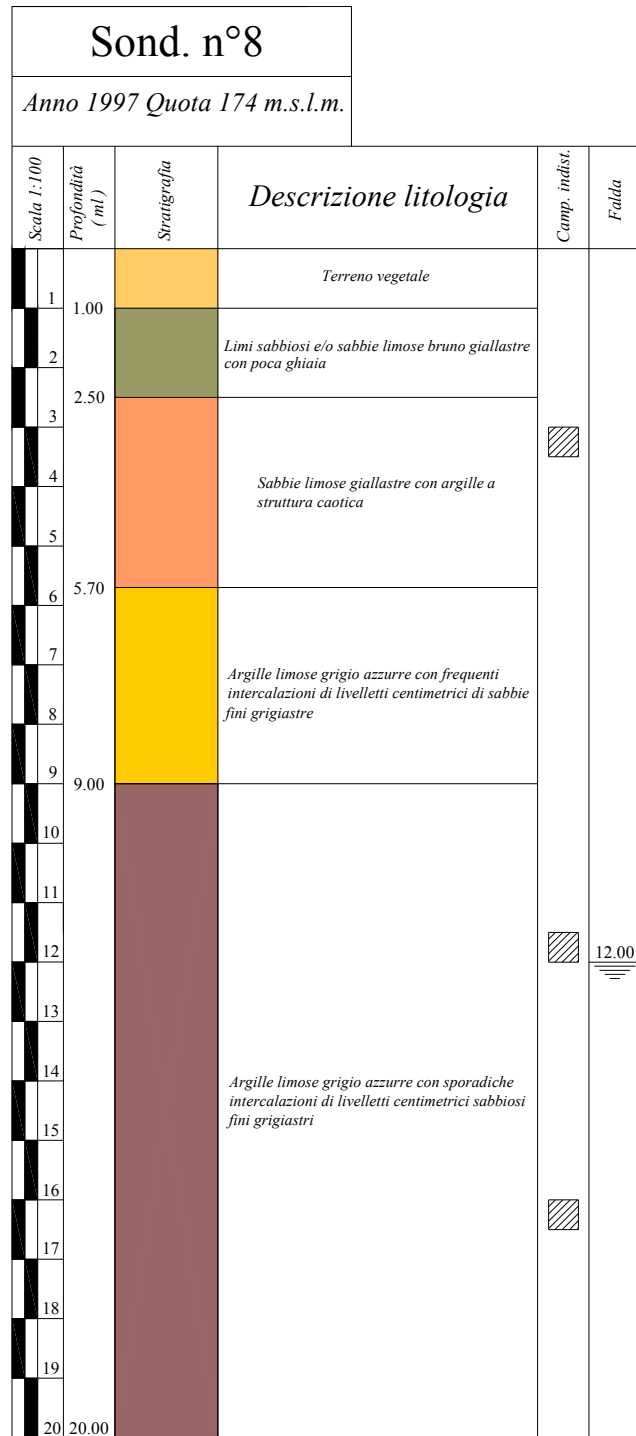 Sond. n°8
Anno 1997 Quota 174 m.s.l.m.
Scala 1:100
Profondità
( ml )
Stratigrafia
Descrizione litologia
Camp. indist.
Falda
Terreno vegetale
1
1.00
Limi sabbiosi e/o sabbie limose bruno giallastre
con poca ghiaia
2
2.50
3
4
Sabbie limose giallastre con argille a
struttura caotica
5
5.70
6
7
Argille limose grigio azzurre con frequenti
intercalazioni di livelletti centimetrici di sabbie
fini grigiastre
8
9
9.00
10
11
12
12.00
13
14
Argille limose grigio azzurre con sporadiche
intercalazioni di livelletti centimetrici sabbiosi
fini grigiastri
15
16
17
18
19
20
20.00